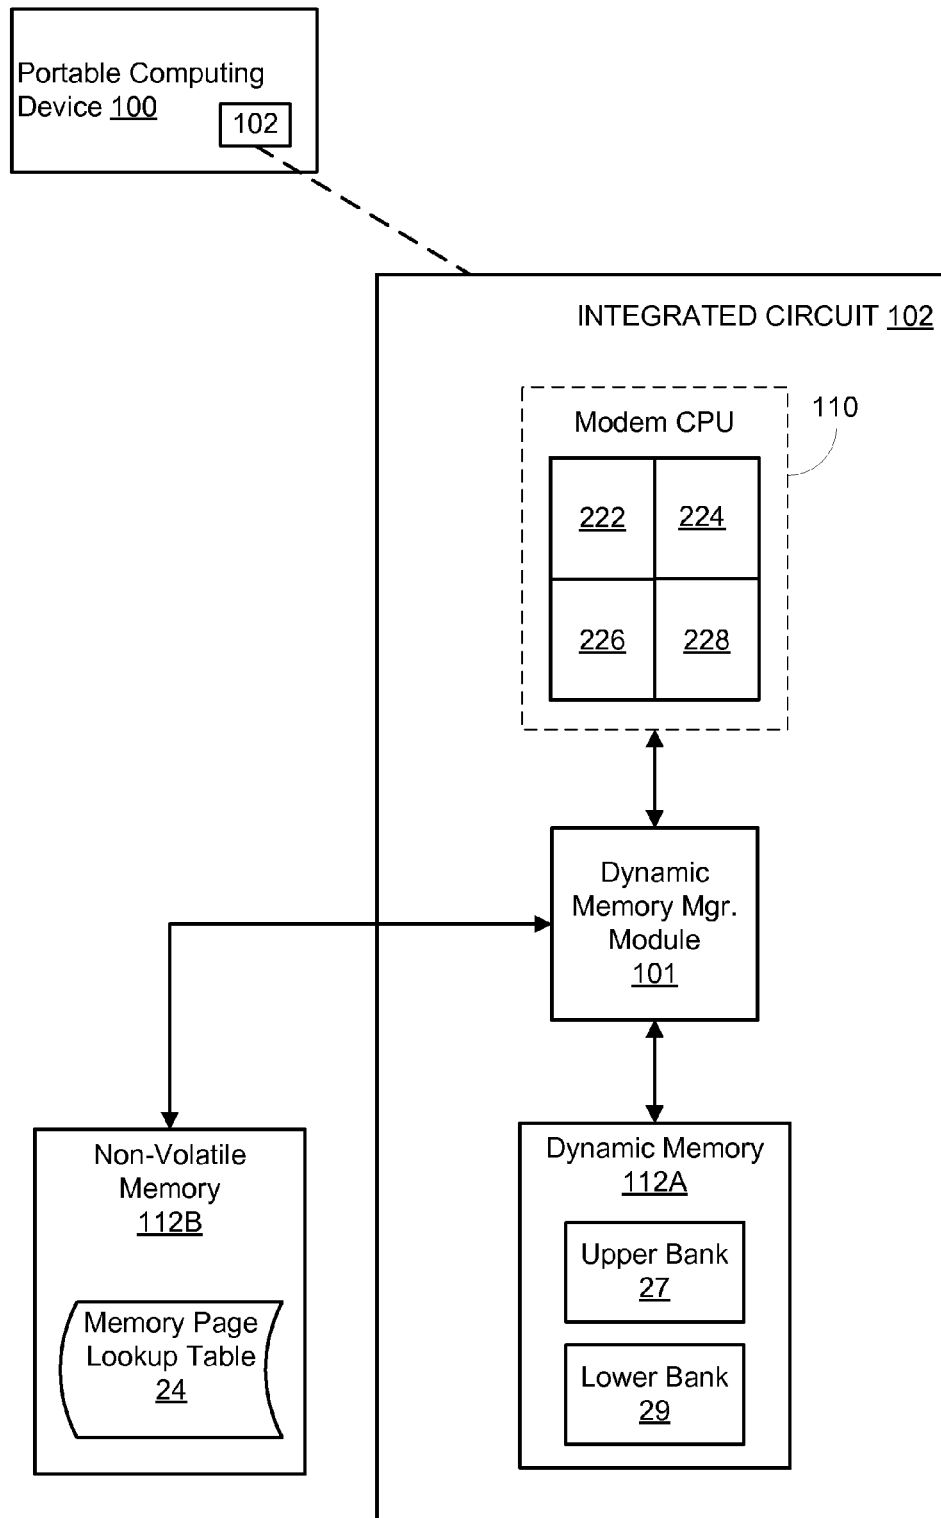 Portable Computing
Device 100
102
INTEGRATED CIRCUIT 102
110
Modem CPU
222
224
226
228
Dynamic
Memory Mgr.
Module
101
Non-Volatile
Memory
112B
Memory Page
Lookup Table
24
Dynamic Memory
112A
Upper Bank
27
Lower Bank
29